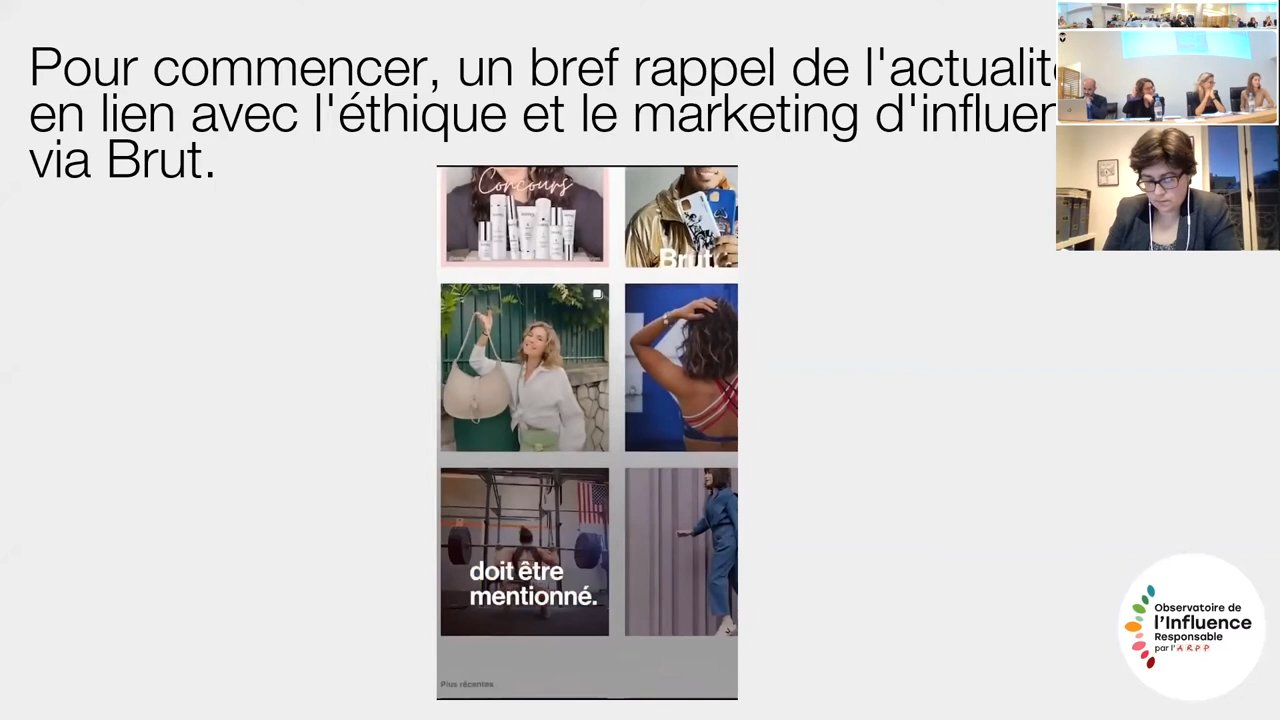 Pour commencer, un bref rappel de l'actualité
en lien avec l'éthique et le marketing d'influen
via Brut.
Concours
Brut.
doit être
mentionné.
Plus récentes
Observatoire de
l'Influence
Responsable
par l'ARPP